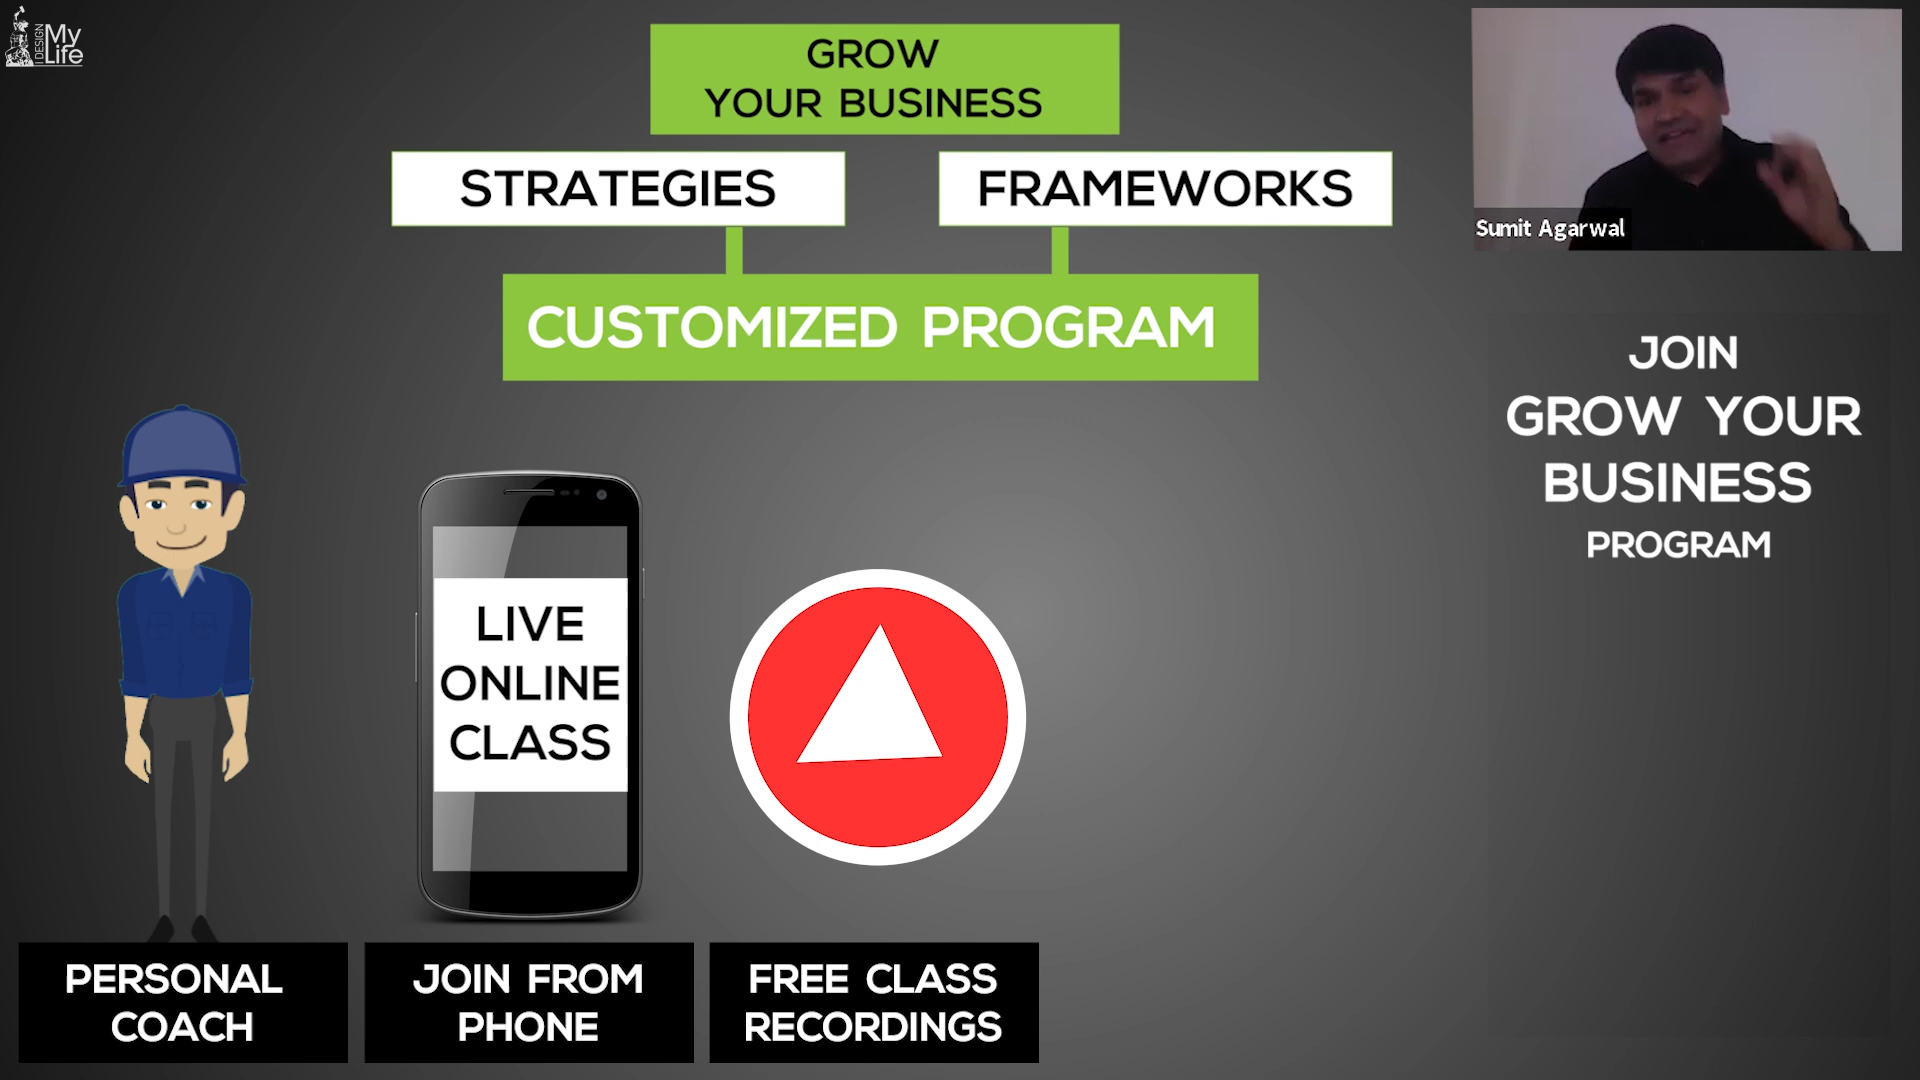 I DESIGN
My
Life
GROW
YOUR BUSINESS
STRATEGIES
FRAMEWORKS
CUSTOMIZED PROGRAM
Sumit Agarwal
JOIN
GROW YOUR
BUSINESS
PROGRAM
LIVE
ONLINE
CLASS
PERSONAL
COACH
JOIN FROM
PHONE
FREE CLASS
RECORDINGS